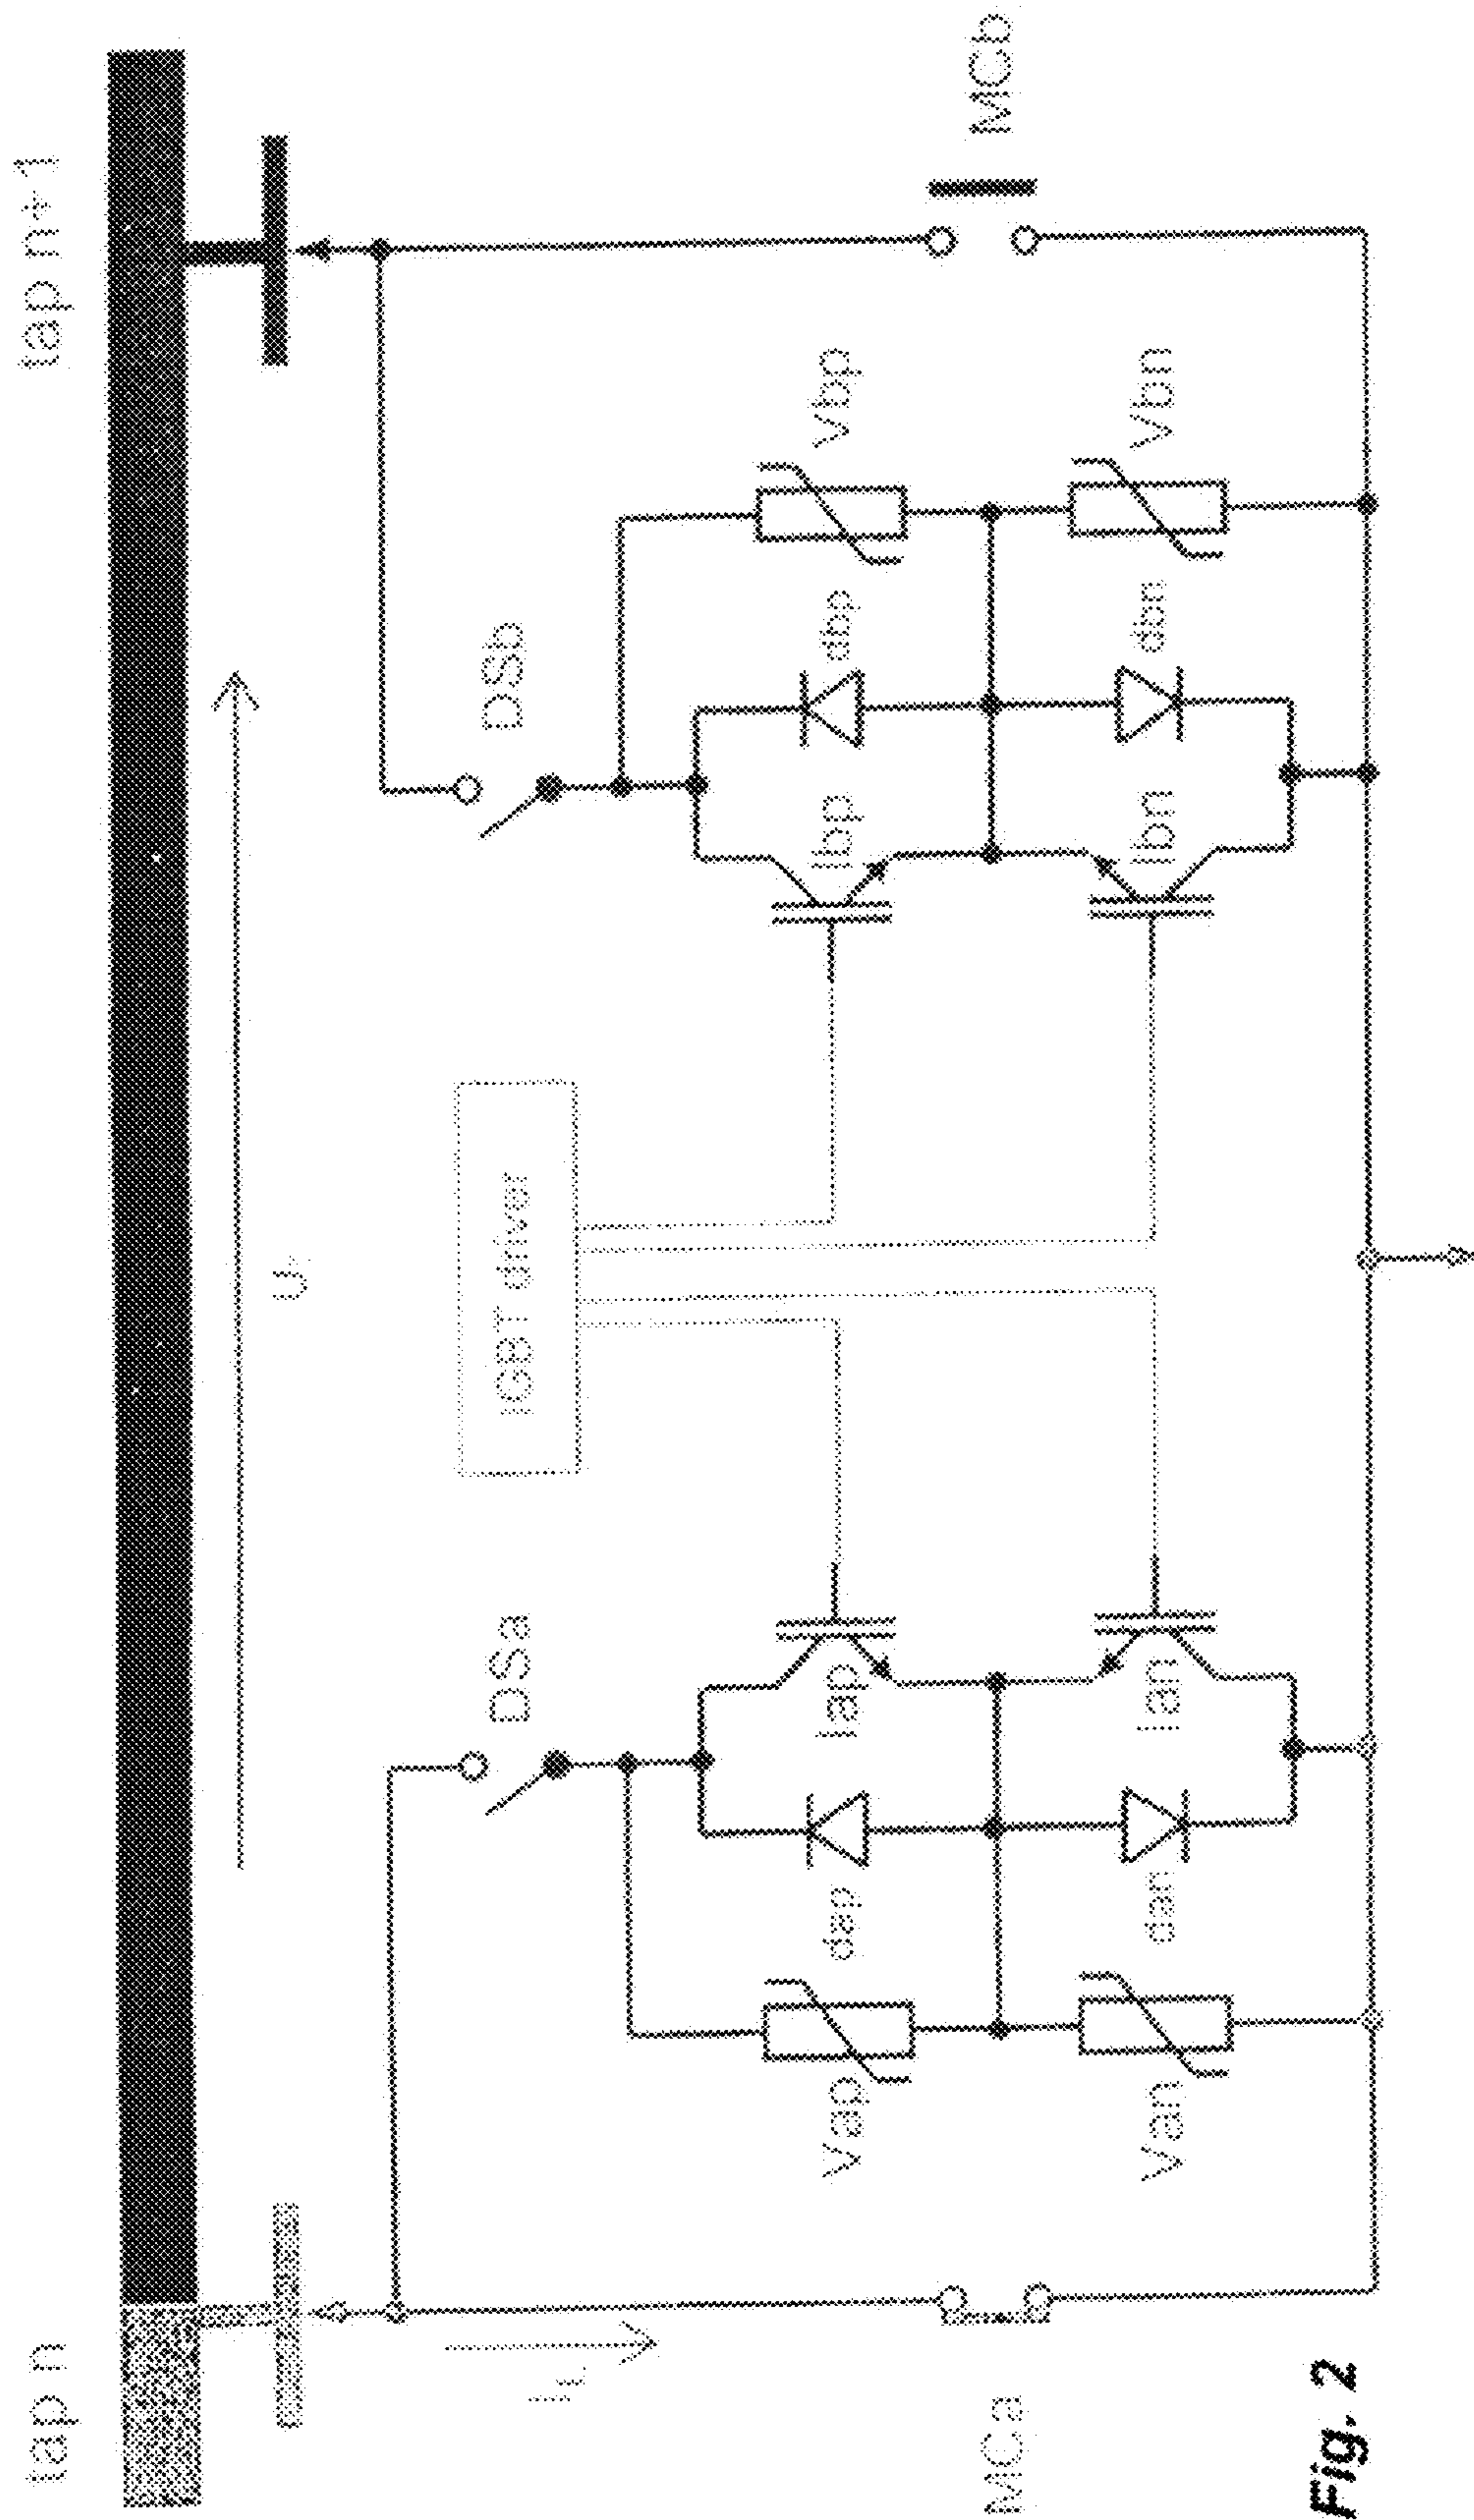 tap n
tap n+1
IL
MCa
Vap
Van
dap
dan
Iap
Ian
DSa
IGBT driver
DSb
Ibp
Ibn
dbp
dbn
Vbp
Vbn
MCb
Fig. 2